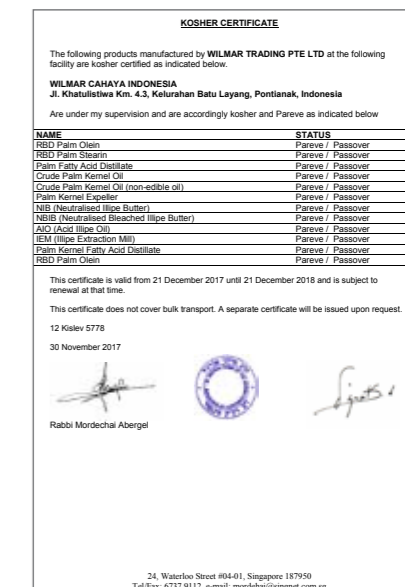 KOSHER CERTIFICATE
The following products manufactured by WILMAR TRADING PTE LTD at the following
facility are kosher certified as indicated below.
WILMAR CAHAYA INDONESIA
Jl. Khatulistiwa Km. 4.3, Kelurahan Batu Layang, Pontianak, Indonesia
Are under my supervision and are accordingly kosher and Pareve as indicated below
NAME STATUS
RBD Palm Olein Pareve / Passover
RBD Palm Stearin Pareve / Passover
Palm Fatty Acid Distillate Pareve / Passover
Crude Palm Kernel Oil Pareve / Passover
Crude Palm Kernel Oil (non-edible oil) Pareve / Passover
Palm Kernel Expeller Pareve / Passover
NIB (Neutralised Illipe Butter) Pareve / Passover
NBIB (Neutralised Bleached Illipe Butter) Pareve / Passover
AIO (Acid Illipe Oil) Pareve / Passover
IEM (Illipe Extraction Mill) Pareve / Passover
Palm Kernel Fatty Acid Distillate Pareve / Passover
RBD Palm Olein Pareve / Passover
This certificate is valid from 21 December 2017 until 21 December 2018 and is subject to
renewal at that time.
This certificate does not cover bulk transport. A separate certificate will be issued upon request.
12 Kislev 5778
30 November 2017
Rabbi Mordechai Abergel
24, Waterloo Street #04-01, Singapore 187950
Tel/Fax: 6737 9112 e-mail: mordehai@singnet.com.sg